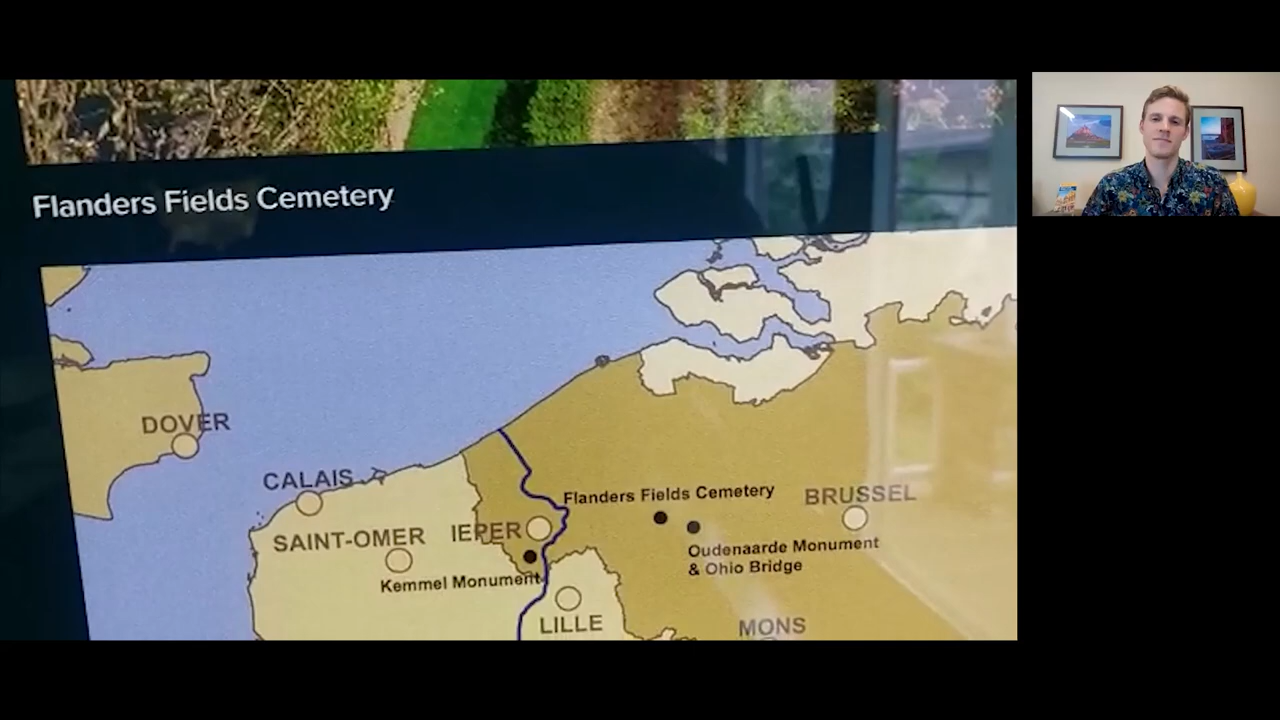 Flanders Fields Cemetery
DOVER
CALAIS
SAINT-OMER
IEPER
Flanders Fields Cemetery
BRUSSEL
Kemmel Monument
Oudenaarde Monument
& Ohio Bridge
LILLE
MONS